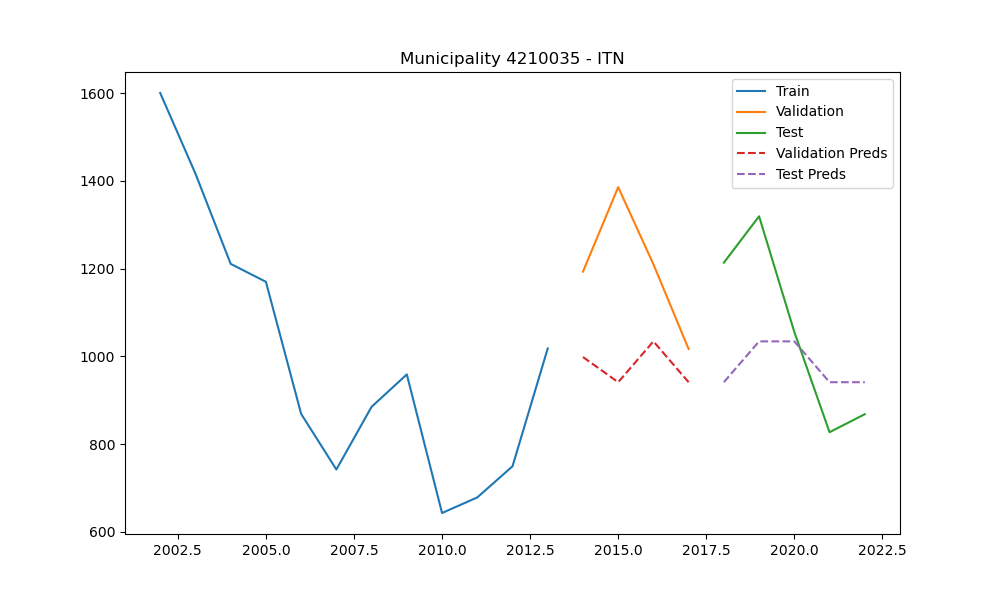 Municipality 4210035 - ITN
Train
Validation
Test
Validation Preds
Test Preds
1600
1400
1200
1000
800
600
2002.5 2005.0 2007.5 2010.0 2012.5 2015.0 2017.5 2020.0 2022.5